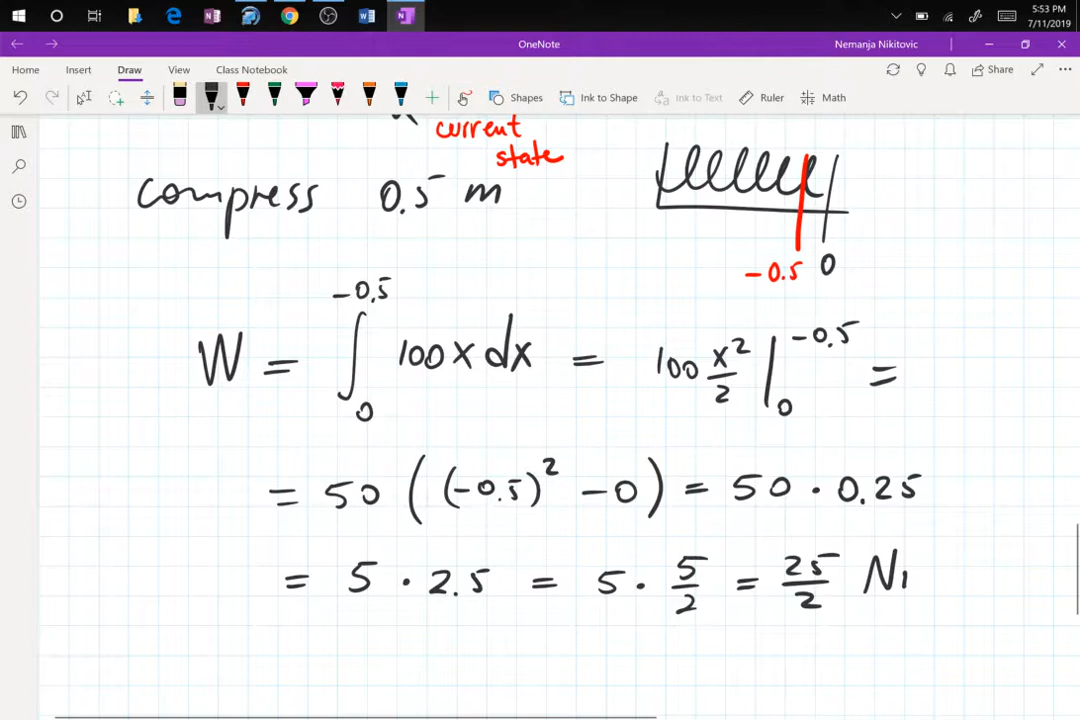 5:53 PM
7/11/2019
OneNote
Nemanja Nikitovic
Home Insert Draw View Class Notebook
Share
Shapes Ink to Shape Ink to Text Ruler Math
current
state
compress 0.5 m
-0.5 0
W = ∫₀^{-0.5} 100x dx = 100 x²/2 |₀^{-0.5} =
= 50 ((-0.5)² - 0) = 50 · 0.25
= 5 · 2.5 = 5 · 5/2 = 25/2 N